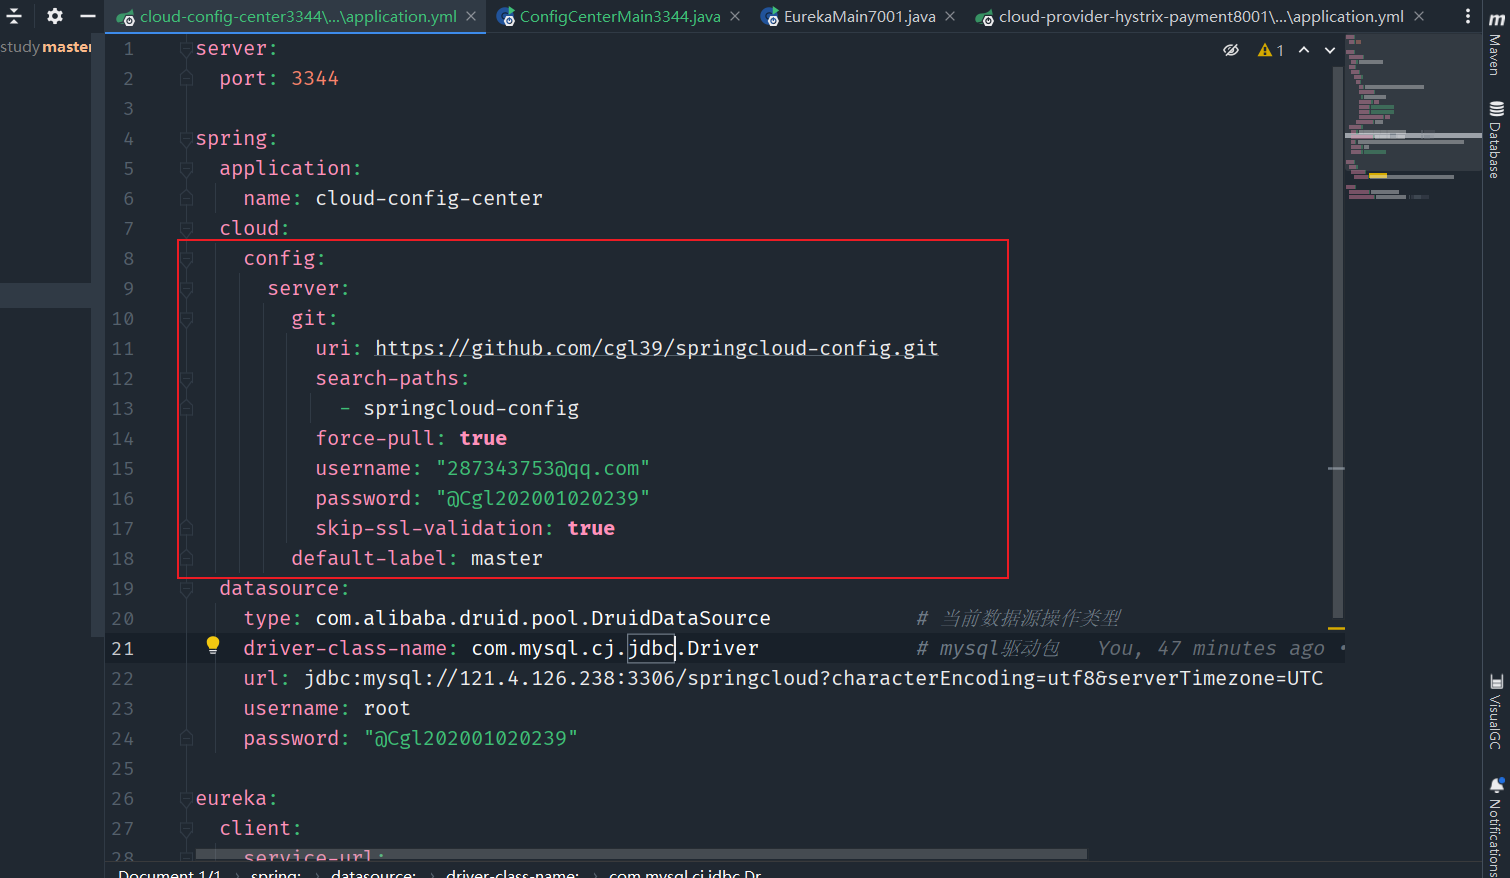 cloud-config-center3344\...\application.yml
ConfigCenterMain3344.java
EurekaMain7001.java
cloud-provider-hystrix-payment8001\...\application.yml
study master
1 server:
2 port: 3344
3
4 spring:
5 application:
6 name: cloud-config-center
7 cloud:
8 config:
9 server:
10 git:
11 uri: https://github.com/cgl39/springcloud-config.git
12 search-paths:
13 - springcloud-config
14 force-pull: true
15 username: "287343753@qq.com"
16 password: "@Cgl202001020239"
17 skip-ssl-validation: true
18 default-label: master
19 datasource:
20 type: com.alibaba.druid.pool.DruidDataSource # 当前数据源操作类型
21 driver-class-name: com.mysql.cj.jdbc.Driver # mysql驱动包 You, 47 minutes ago •
22 url: jdbc:mysql://121.4.126.238:3306/springcloud?characterEncoding=utf8&serverTimezone=UTC
23 username: root
24 password: "@Cgl202001020239"
25
26 eureka:
27 client:
28 service-url:
Document 1/1 › spring: › datasource: › driver-class-name: › com.mysql.cj.jdbc.Dr
1
m
Maven
Database
VisualGC
Notifications